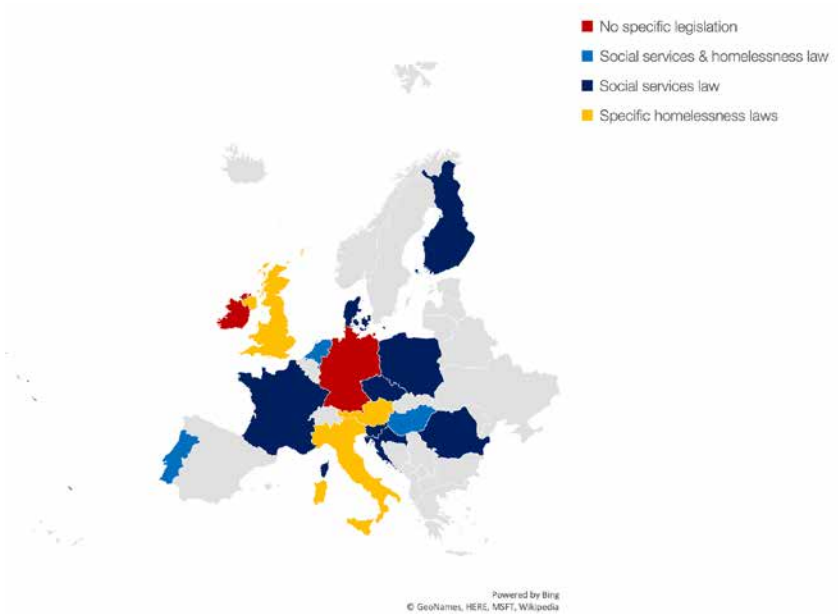 No specific legislation
Social services & homelessness law
Social services law
Specific homelessness laws
Powered by Bing
© GeoNames, HERE, MSFT, Wikipedia